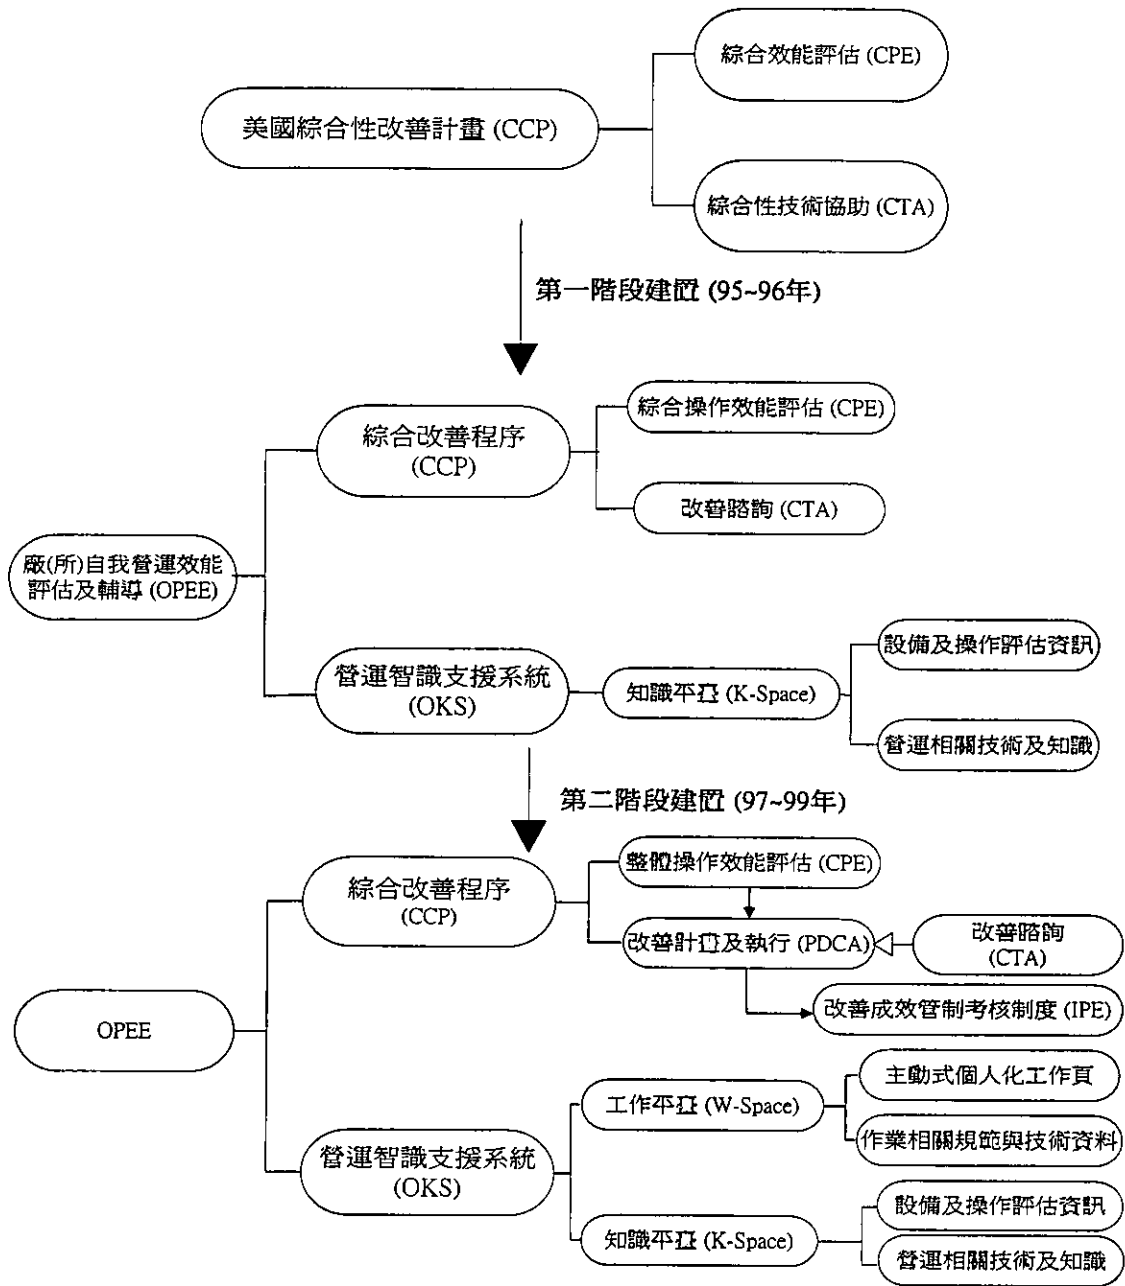 綜合效能評估 (CPE)
美國綜合性改善計畫 (CCP)
綜合性技術協助 (CTA)
第一階段建置 (95~96年)
綜合操作效能評估 (CPE)
綜合改善程序
(CCP)
改善諮詢 (CTA)
廠(所)自我營運效能
評估及輔導 (OPEE)
設備及操作評估資訊
營運智識支援系統
(OKS)
知識平臺 (K-Space)
營運相關技術及知識
第二階段建置 (97~99年)
整體操作效能評估 (CPE)
綜合改善程序
(CCP)
改善計畫及執行 (PDCA)
改善諮詢
(CTA)
改善成效管制考核制度 (IPE)
OPEE
主動式個人化工作頁
工作平臺 (W-Space)
作業相關規範與技術資料
營運智識支援系統
(OKS)
設備及操作評估資訊
知識平臺 (K-Space)
營運相關技術及知識